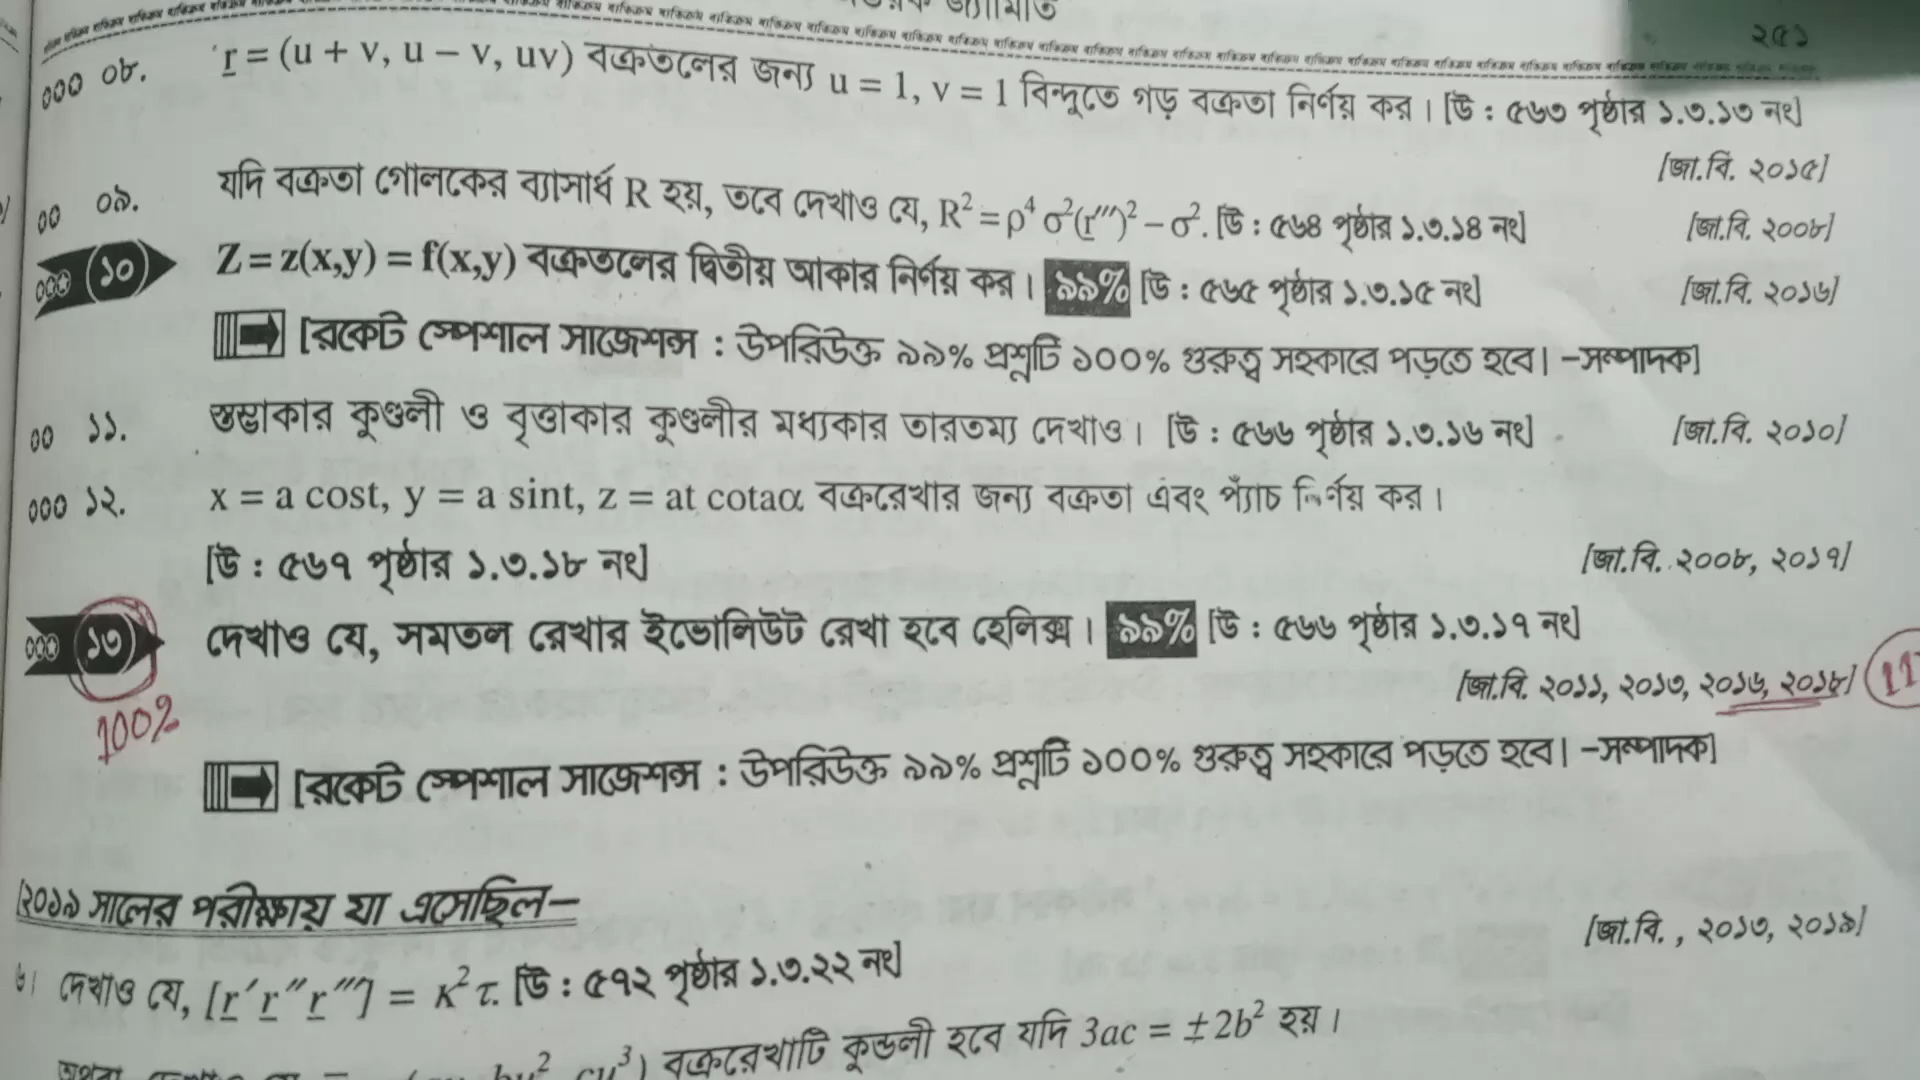 ২৫১
০৮. r = (u + v, u − v, uv) বক্রতলের জন্য u = 1, v = 1 বিন্দুতে গড় বক্রতা নির্ণয় কর। [উ : ৫৬৩ পৃষ্ঠার ১.৩.১৩ নং]
[জা.বি. ২০১৫]
০৯. যদি বক্রতা গোলকের ব্যাসার্ধ R হয়, তবে দেখাও যে, R² = ρ⁴ σ²(r‴)² − σ². [উ : ৫৬৪ পৃষ্ঠার ১.৩.১৪ নং] [জা.বি. ২০০৮]
১০ Z = z(x,y) = f(x,y) বক্রতলের দ্বিতীয় আকার নির্ণয় কর। ৯৯% [উ : ৫৬৫ পৃষ্ঠার ১.৩.১৫ নং] [জা.বি. ২০১৬]
[রকেট স্পেশাল সাজেশন্স : উপরিউক্ত ৯৯% প্রশ্নটি ১০০% গুরুত্ব সহকারে পড়তে হবে। –সম্পাদক]
১১. স্তম্ভাকার কুণ্ডলী ও বৃত্তাকার কুণ্ডলীর মধ্যকার তারতম্য দেখাও। [উ : ৫৬৬ পৃষ্ঠার ১.৩.১৬ নং] [জা.বি. ২০১০]
১২. x = a cost, y = a sint, z = at cotaα বক্ররেখার জন্য বক্রতা এবং প্যাঁচ নির্ণয় কর।
[উ : ৫৬৭ পৃষ্ঠার ১.৩.১৮ নং] [জা.বি. ২০০৮, ২০১৭]
১৩ দেখাও যে, সমতল রেখার ইভোলিউট রেখা হবে হেলিক্স। ৯৯% [উ : ৫৬৬ পৃষ্ঠার ১.৩.১৭ নং]
[জা.বি. ২০১১, ২০১৩, ২০১৬, ২০১৮]
100%
[রকেট স্পেশাল সাজেশন্স : উপরিউক্ত ৯৯% প্রশ্নটি ১০০% গুরুত্ব সহকারে পড়তে হবে। –সম্পাদক]
[২০১৯ সালের পরীক্ষায় যা এসেছিল–
[জা.বি. , ২০১৩, ২০১৯]
৬। দেখাও যে, [r′ r″ r‴] = κ²τ. [উ : ৫৭২ পৃষ্ঠার ১.৩.২২ নং]
বক্ররেখাটি কুন্ডলী হবে যদি 3ac = ±2b² হয়।